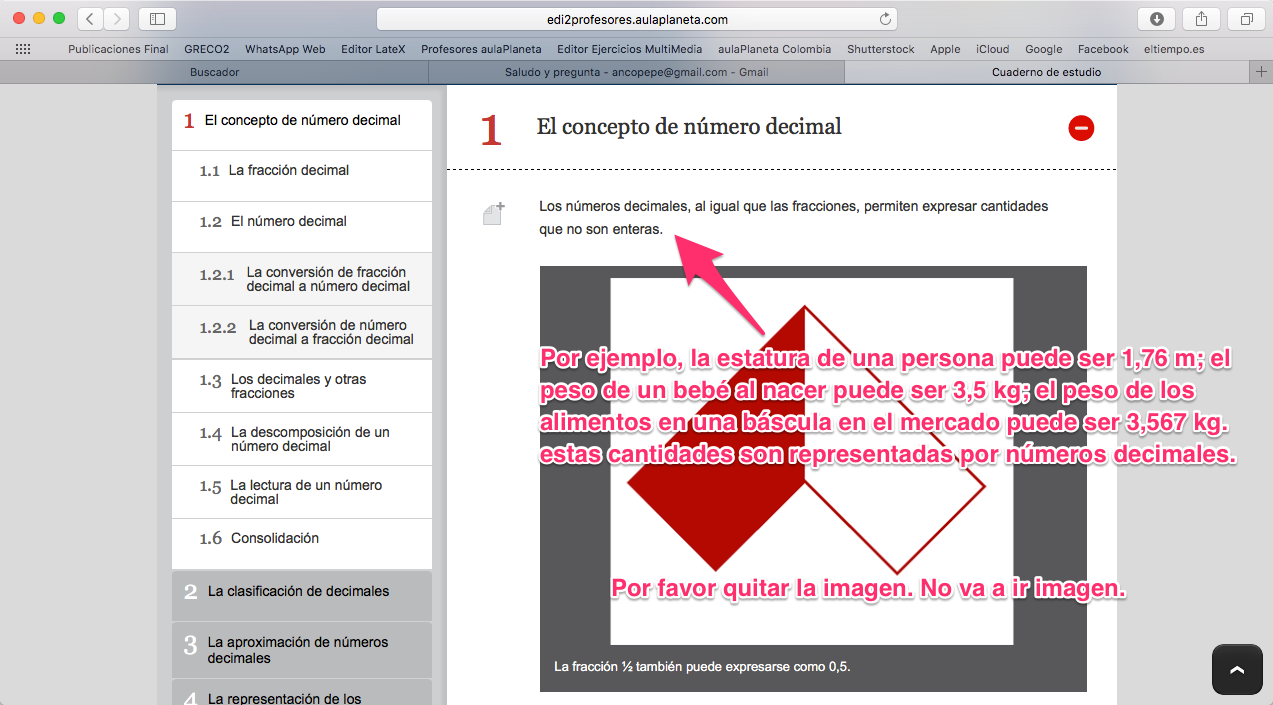 edi2profesores.aulaplaneta.com
Publicaciones Final GRECO2 WhatsApp Web Editor LateX Profesores aulaPlaneta Editor Ejercicios MultiMedia aulaPlaneta Colombia Shutterstock Apple iCloud Google Facebook eltiempo.es
Buscador Saludo y pregunta - ancopepe@gmail.com - Gmail Cuaderno de estudio
1 El concepto de número decimal
1.1 La fracción decimal
1.2 El número decimal
1.2.1 La conversión de fracción
decimal a número decimal
1.2.2 La conversión de número
decimal a fracción decimal
1.3 Los decimales y otras
fracciones
1.4 La descomposición de un
número decimal
1.5 La lectura de un número
decimal
1.6 Consolidación
2 La clasificación de decimales
3 La aproximación de números
decimales
4 La representación de los
1 El concepto de número decimal
Los números decimales, al igual que las fracciones, permiten expresar cantidades
que no son enteras.
Por ejemplo, la estatura de una persona puede ser 1,76 m; el
peso de un bebé al nacer puede ser 3,5 kg; el peso de los
alimentos en una báscula en el mercado puede ser 3,567 kg.
estas cantidades son representadas por números decimales.
Por favor quitar la imagen. No va a ir imagen.
La fracción ½ también puede expresarse como 0,5.